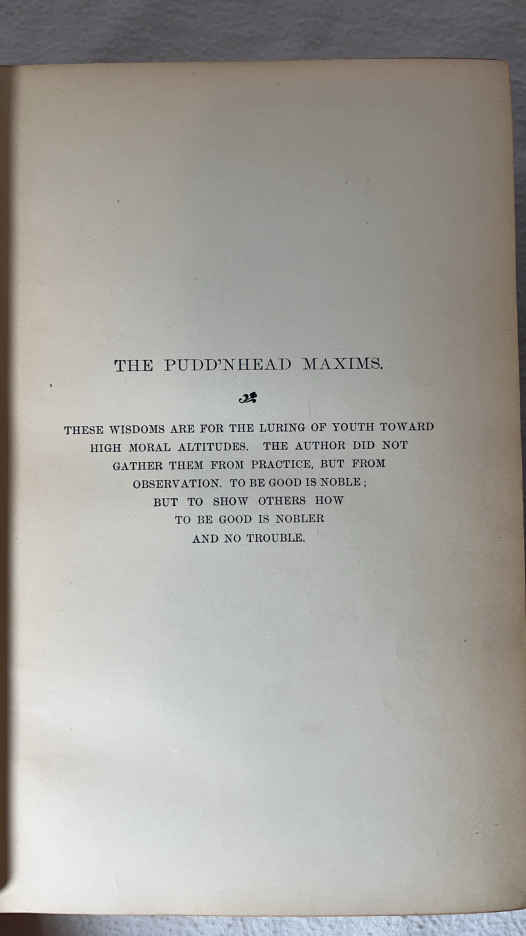 THE PUDD'NHEAD MAXIMS.
THESE WISDOMS ARE FOR THE LURING OF YOUTH TOWARD
HIGH MORAL ALTITUDES. THE AUTHOR DID NOT
GATHER THEM FROM PRACTICE, BUT FROM
OBSERVATION. TO BE GOOD IS NOBLE;
BUT TO SHOW OTHERS HOW
TO BE GOOD IS NOBLER
AND NO TROUBLE.